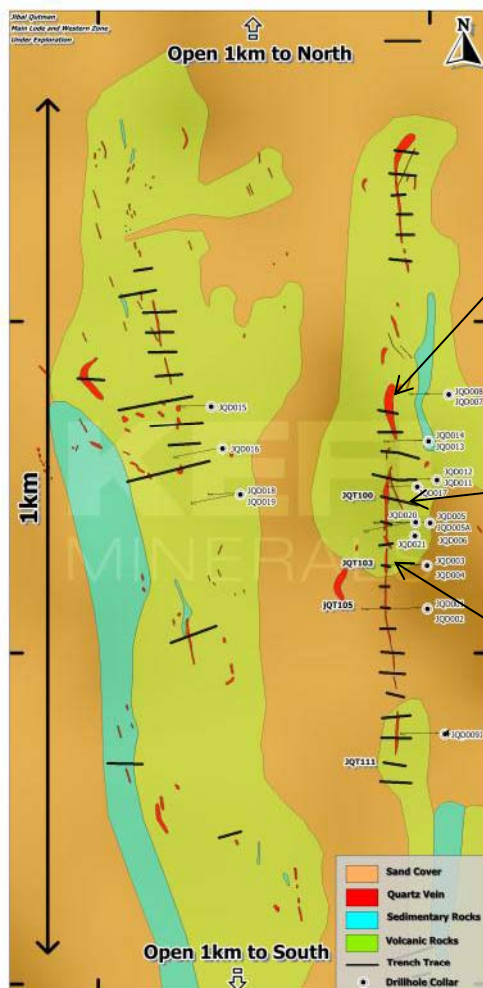 Jibal Qutman
Main Lode and Western Zone
Under Exploration
Open 1km to North
N
1km
JQD008
JQD007
JQD015
JQD014
JQD013
JQD016
JQD012
JQD011
JQD017
JQT100
JQD018
JQD019
JQD020
JQD005
JQD005A
JQD006
JQD021
JQT103
JQD003
JQD004
JQT105
JQD002
KEF
MINERAL
JQT111
Open 1km to South
Sand Cover
Quartz Vein
Sedimentary Rocks
Volcanic Rocks
Trench Trace
Drillhole Collar